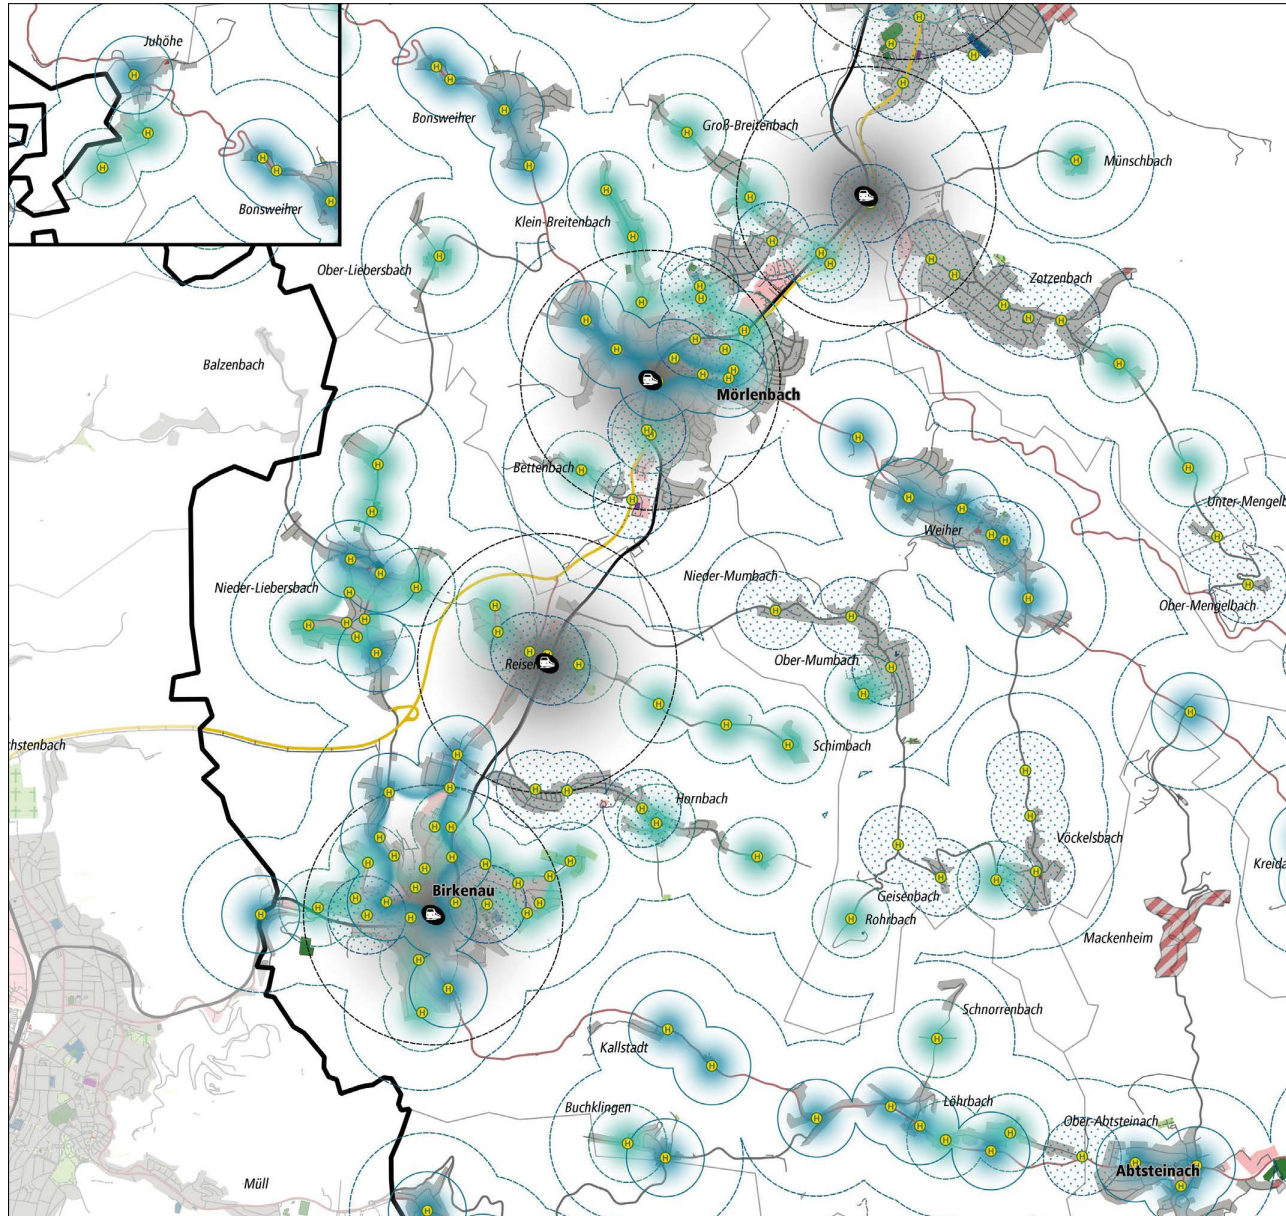 Juhöhe
Bonsweiher
Bonsweiher
Groß-Breitenbach
Münschbach
Klein-Breitenbach
Ober-Liebersbach
Zotzenbach
Balzenbach
Mörlenbach
Bettenbach
Unter-Mengelb
Weiher
Nieder-Liebersbach
Nieder-Mumbach
Ober-Mengelbach
Reisen
Ober-Mumbach
chstenbach
Schimbach
Hornbach
Vöckelsbach
Kreida
Birkenau
Geisenbach
Rohrbach
Mackenheim
Schnorrenbach
Kallstadt
Buchklingen
Löhrbach
Ober-Abtsteinach
Abtsteinach
Müll